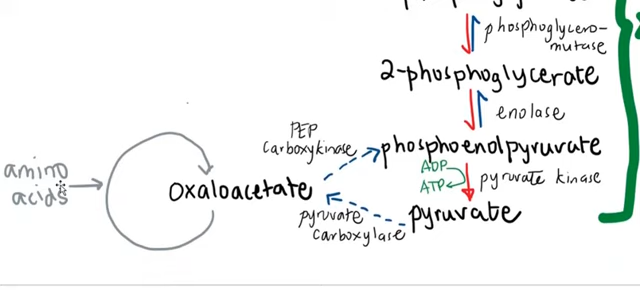 phosphoglycero-
mutase
2-phosphoglycerate
enolase
PEP
carboxykinase
phosphoenolpyruvate
ADP
ATP
pyruvate kinase
amino
acids
oxaloacetate
pyruvate
carboxylase
pyruvate